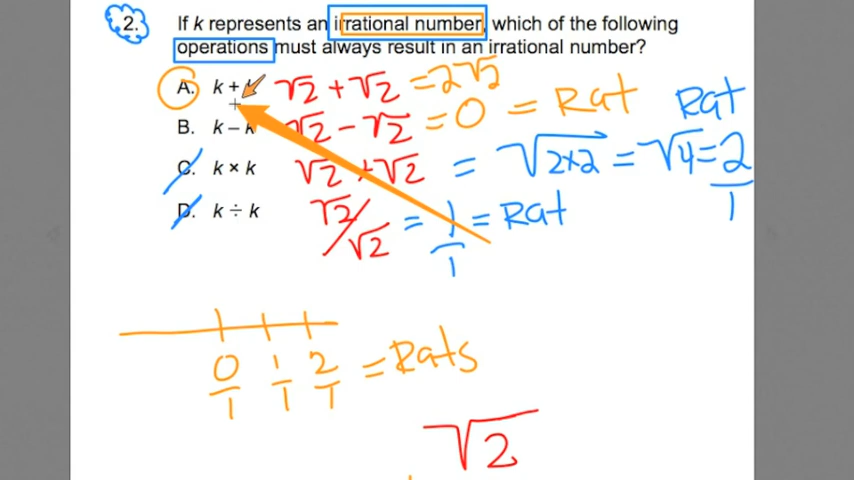 2. If k represents an irrational number, which of the following
operations must always result in an irrational number?
A. k + √2 + √2 = 2√2
B. k – k √2 - √2 = 0 = Rat Rat
C. k × k √2 + √2 = √2×2 = √4 = 2/1
D. k ÷ k √2/√2 = 1/1 = Rat
0/1 1/1 2/1 = Rats
√2